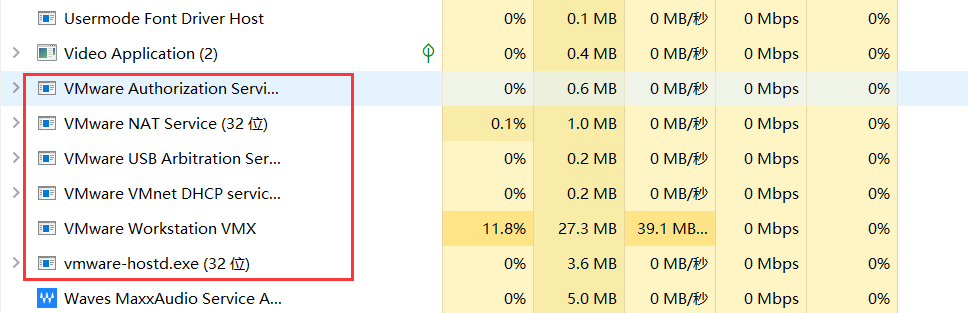 Usermode Font Driver Host 0% 0.1 MB 0 MB/秒 0 Mbps 0%
Video Application (2) 0% 0.4 MB 0 MB/秒 0 Mbps 0%
VMware Authorization Servi... 0% 0.6 MB 0 MB/秒 0 Mbps 0%
VMware NAT Service (32 位) 0.1% 1.0 MB 0 MB/秒 0 Mbps 0%
VMware USB Arbitration Ser... 0% 0.2 MB 0 MB/秒 0 Mbps 0%
VMware VMnet DHCP servic... 0% 0.2 MB 0 MB/秒 0 Mbps 0%
VMware Workstation VMX 11.8% 27.3 MB 39.1 MB... 0 Mbps 0%
vmware-hostd.exe (32 位) 0% 3.6 MB 0 MB/秒 0 Mbps 0%
Waves MaxxAudio Service A... 0% 5.0 MB 0 MB/秒 0 Mbps 0%